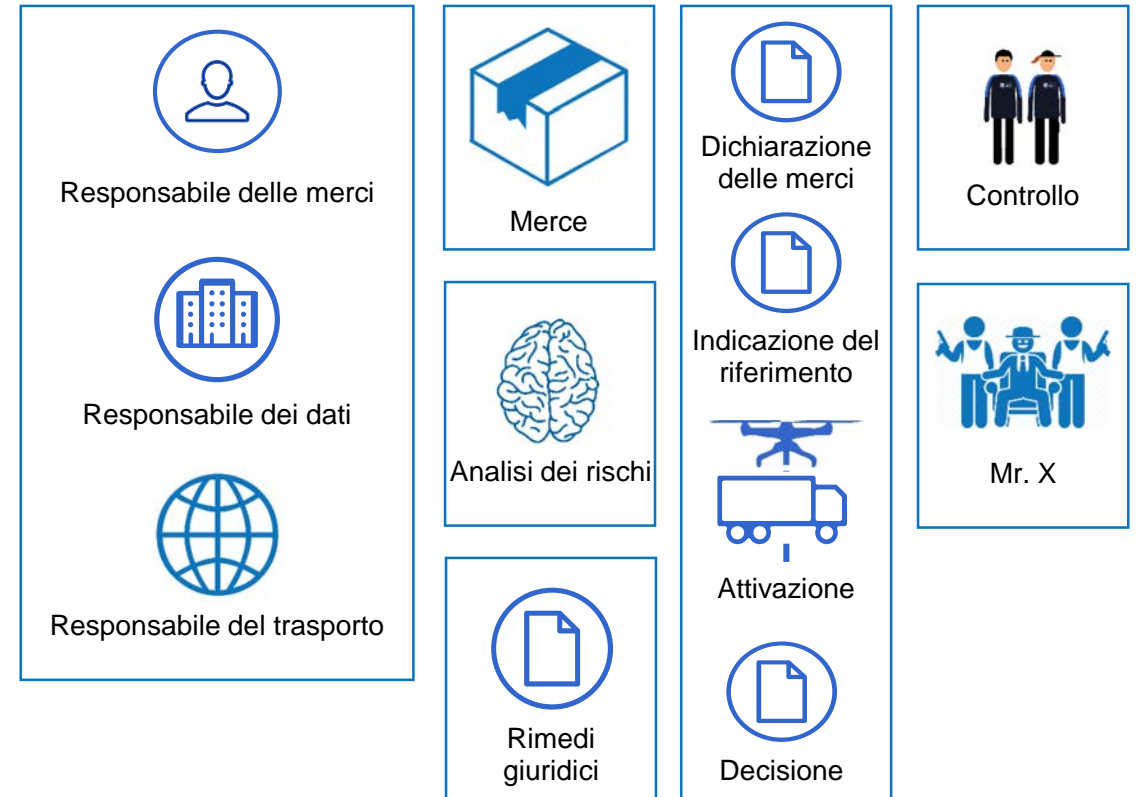 Responsabile delle merci
Responsabile dei dati
Responsabile del trasporto
Merce
Analisi dei rischi
Rimedi
giuridici
Dichiarazione
delle merci
Indicazione del
riferimento
Attivazione
Decisione
Controllo
Mr. X